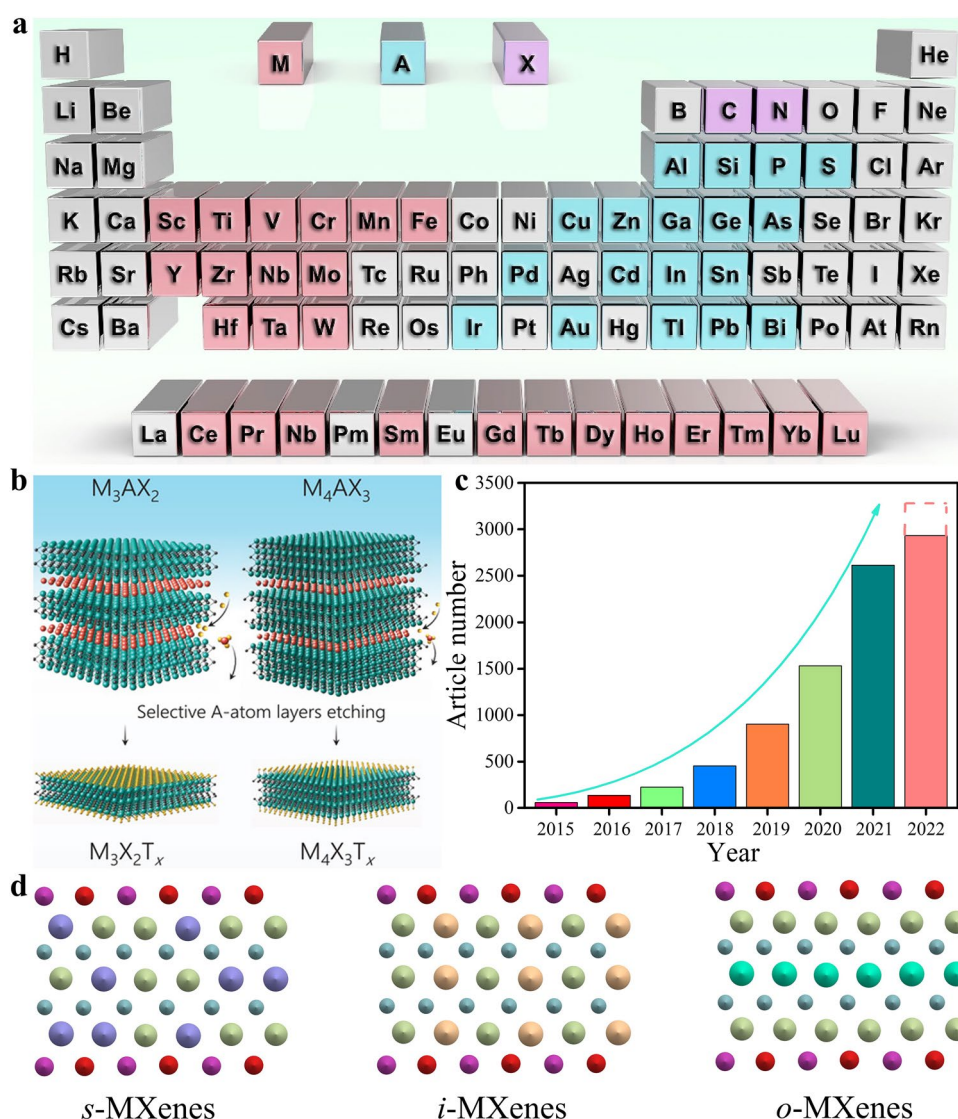 a
M A X
H He
Li Be B C N O F Ne
Na Mg Al Si P S Cl Ar
K Ca Sc Ti V Cr Mn Fe Co Ni Cu Zn Ga Ge As Se Br Kr
Rb Sr Y Zr Nb Mo Tc Ru Ph Pd Ag Cd In Sn Sb Te I Xe
Cs Ba Hf Ta W Re Os Ir Pt Au Hg Tl Pb Bi Po At Rn
La Ce Pr Nb Pm Sm Eu Gd Tb Dy Ho Er Tm Yb Lu
b
M₃AX₂ M₄AX₃
Selective A-atom layers etching
M₃X₂Tₓ M₄X₃Tₓ
c
Article number
3500
3000
2500
2000
1500
1000
500
0
2015 2016 2017 2018 2019 2020 2021 2022
Year
d
s-MXenes i-MXenes o-MXenes